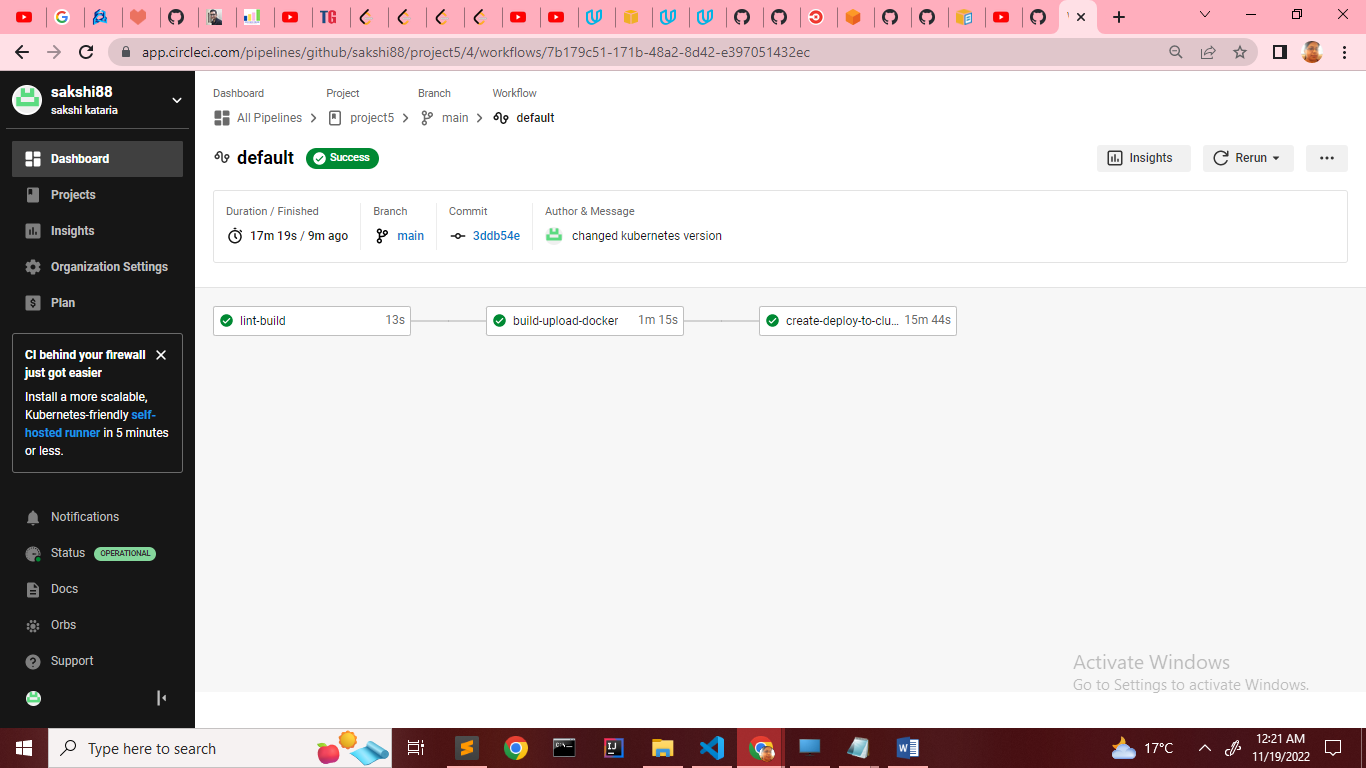 TG
app.circleci.com/pipelines/github/sakshi88/project5/4/workflows/7b179c51-171b-48a2-8d42-e397051432ec
sakshi88
sakshi kataria
Dashboard
Projects
Insights
Organization Settings
Plan
CI behind your firewall
just got easier
Install a more scalable,
Kubernetes-friendly self-
hosted runner in 5 minutes
or less.
Notifications
Status OPERATIONAL
Docs
Orbs
Support
Dashboard Project Branch Workflow
All Pipelines project5 main default
default Success
Insights Rerun
Duration / Finished Branch Commit Author & Message
17m 19s / 9m ago main 3ddb54e changed kubernetes version
lint-build 13s build-upload-docker 1m 15s create-deploy-to-clu... 15m 44s
Activate Windows
Go to Settings to activate Windows.
Type here to search
17°C
12:21 AM
11/19/2022